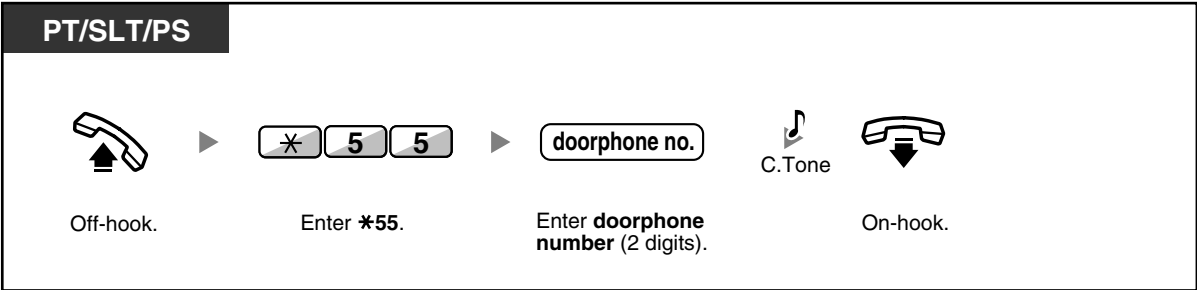 PT/SLT/PS
✳ 5 5
doorphone no.
C.Tone
Off-hook.
Enter ✳55.
Enter doorphone
number (2 digits).
On-hook.